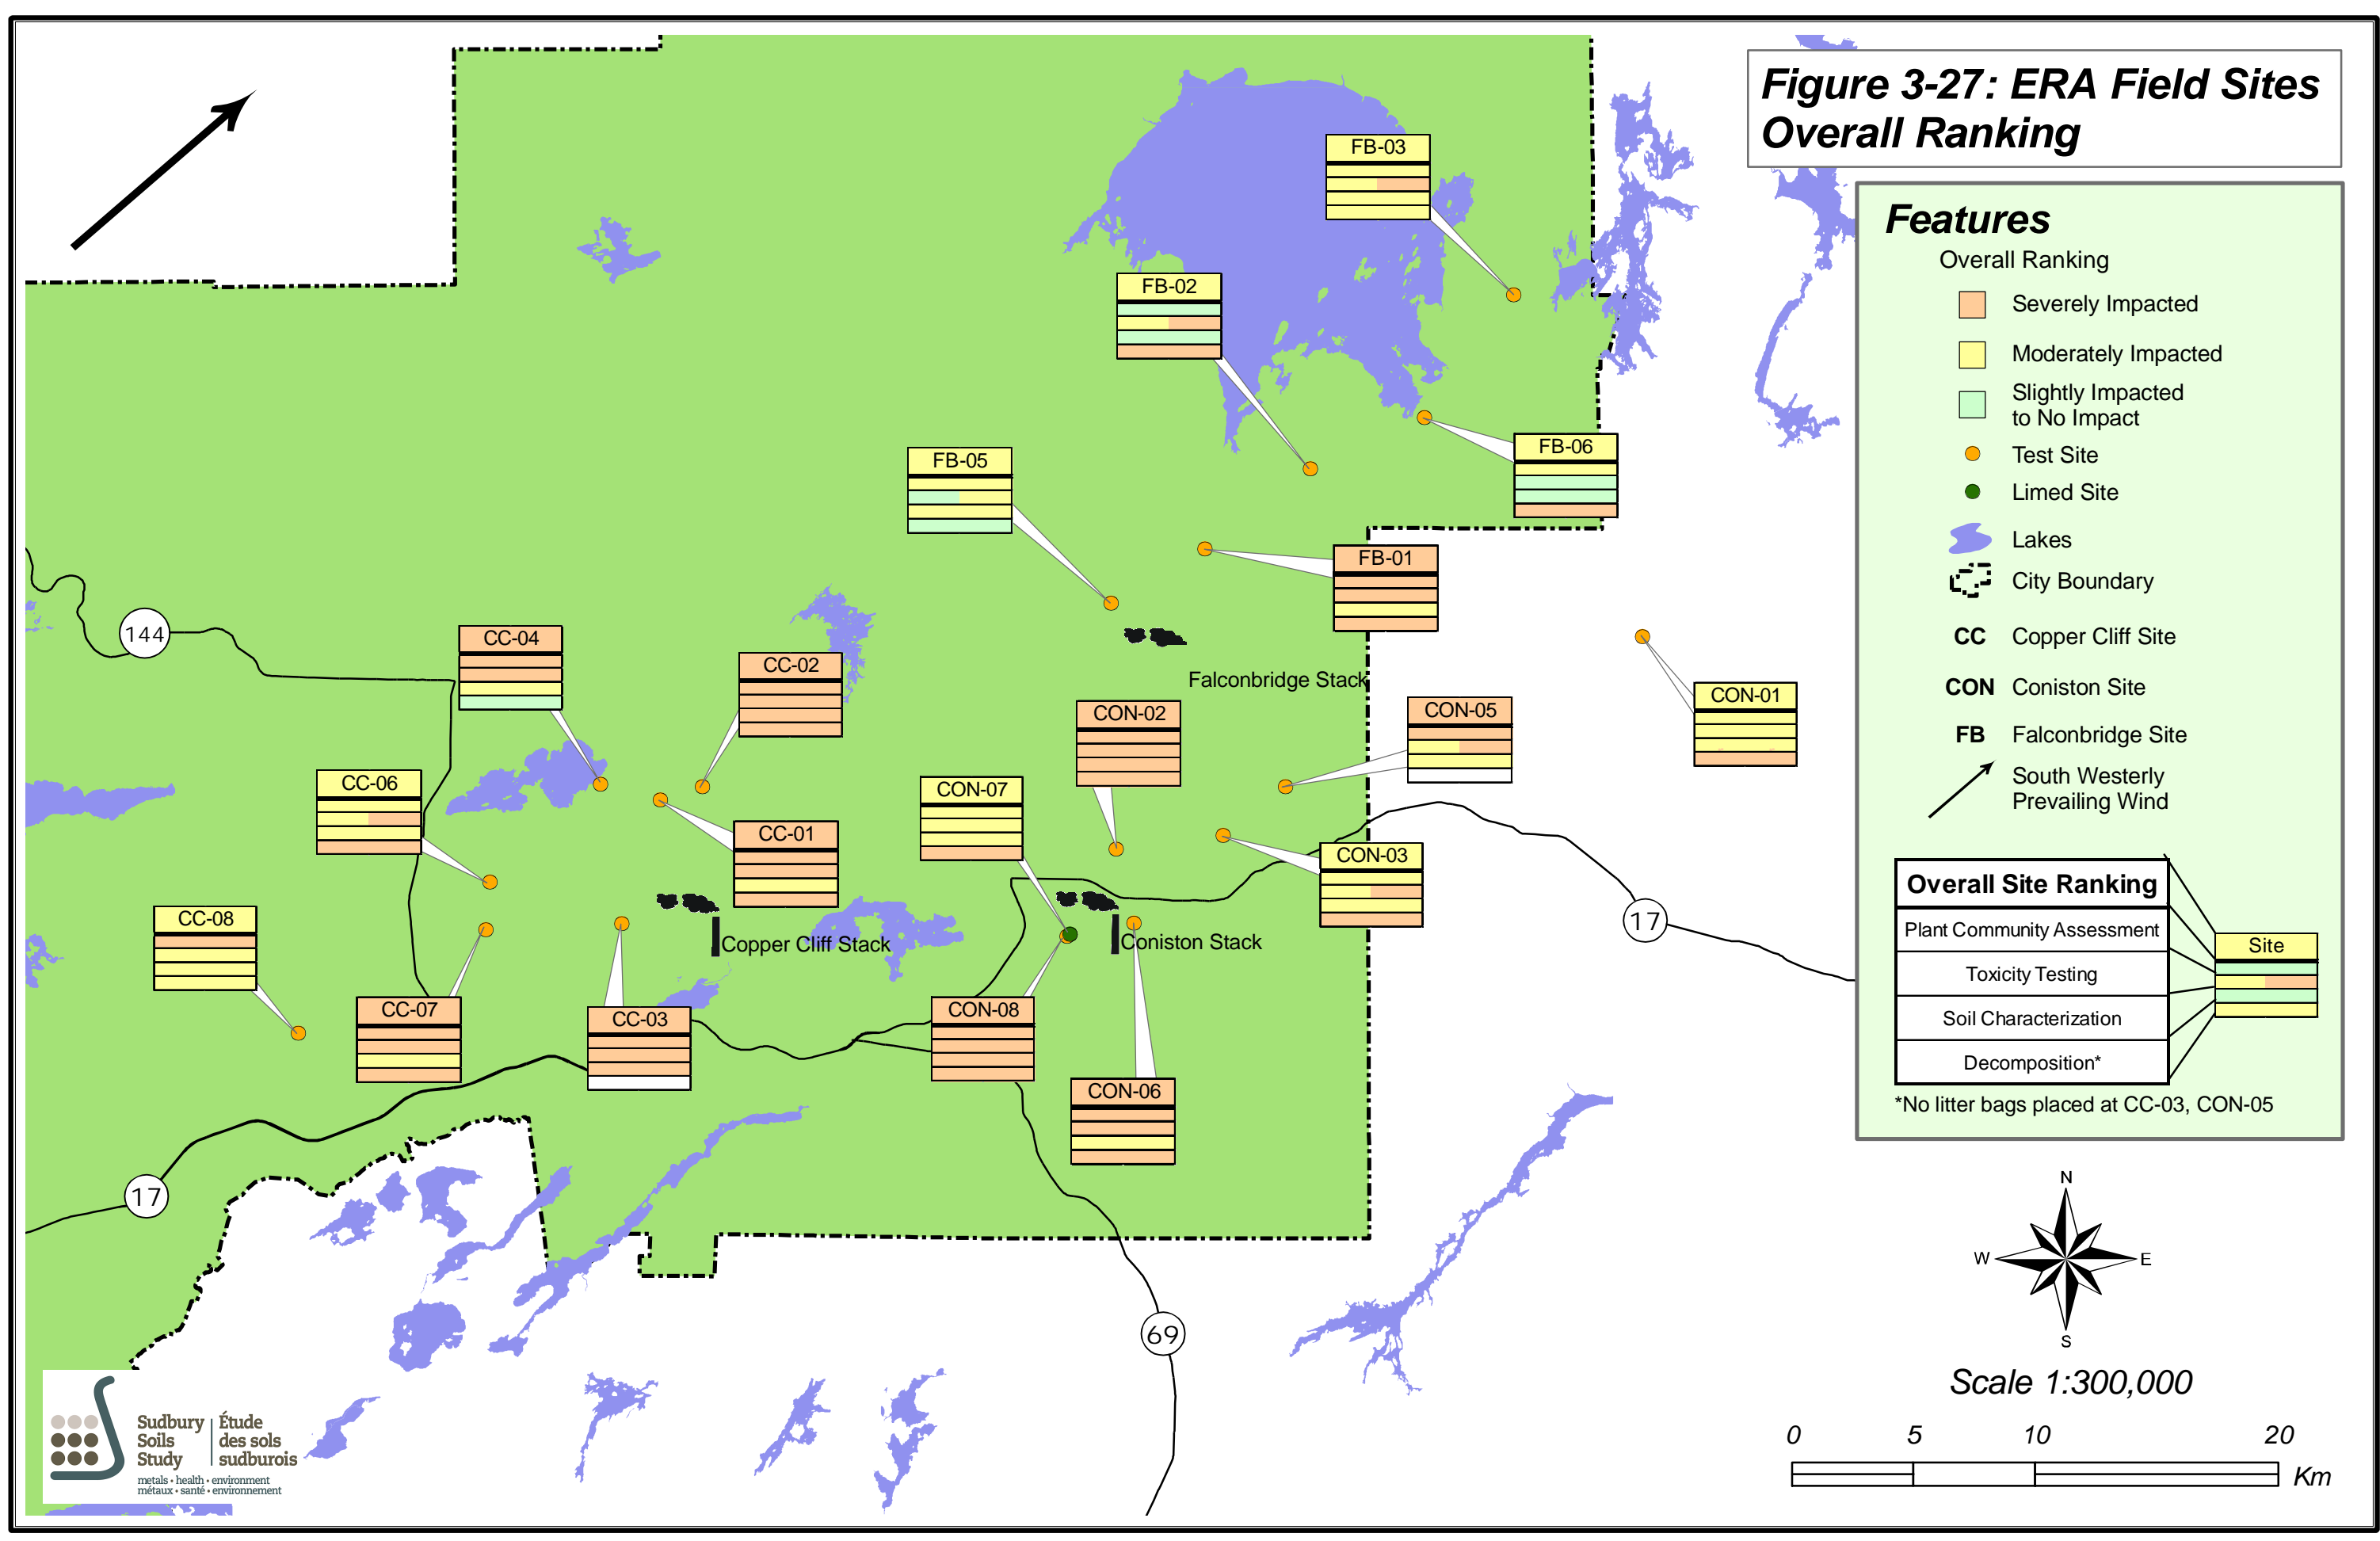 Figure 3-27: ERA Field Sites
Overall Ranking
FB-03
Features
Overall Ranking
Severely Impacted
Moderately Impacted
Slightly Impacted
to No Impact
Test Site
Limed Site
Lakes
City Boundary
CC Copper Cliff Site
CON Coniston Site
FB Falconbridge Site
South Westerly
Prevailing Wind
FB-02
FB-05
FB-06
FB-01
144
CC-04
CC-02
Falconbridge Stack
CON-02
CON-05
CON-01
CC-06
CON-07
CC-01
CON-03
CC-08
Copper Cliff Stack
Coniston Stack
17
CC-07
CC-03
CON-08
CON-06
Overall Site Ranking
Plant Community Assessment
Toxicity Testing
Soil Characterization
Decomposition*
Site
*No litter bags placed at CC-03, CON-05
17
69
N
W
E
S
Scale 1:300,000
0 5 10 20
Km
Sudbury
Soils
Study
Étude
des sols
sudburois
metals • health • environment
métaux • santé • environnement